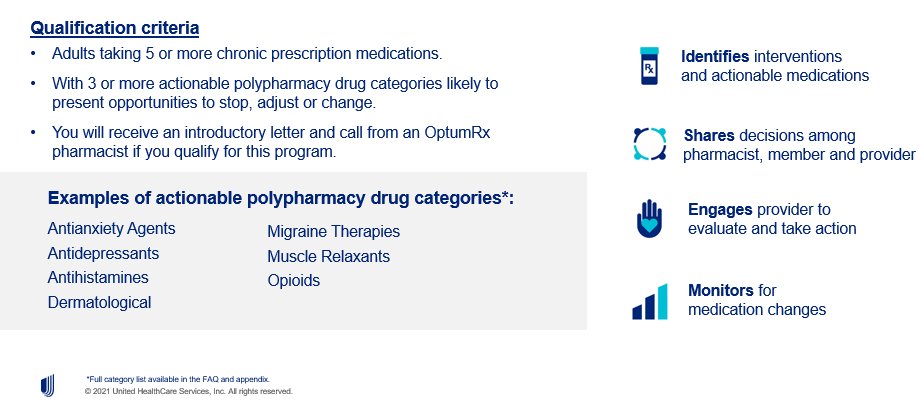 Qualification criteria
• Adults taking 5 or more chronic prescription medications.
• With 3 or more actionable polypharmacy drug categories likely to
present opportunities to stop, adjust or change.
• You will receive an introductory letter and call from an OptumRx
pharmacist if you qualify for this program.
Examples of actionable polypharmacy drug categories*:
Antianxiety Agents
Antidepressants
Antihistamines
Dermatological
Migraine Therapies
Muscle Relaxants
Opioids
Rx
Identifies interventions
and actionable medications
Shares decisions among
pharmacist, member and provider
Engages provider to
evaluate and take action
Monitors for
medication changes
*Full category list available in the FAQ and appendix.
© 2021 United HealthCare Services, Inc. All rights reserved.